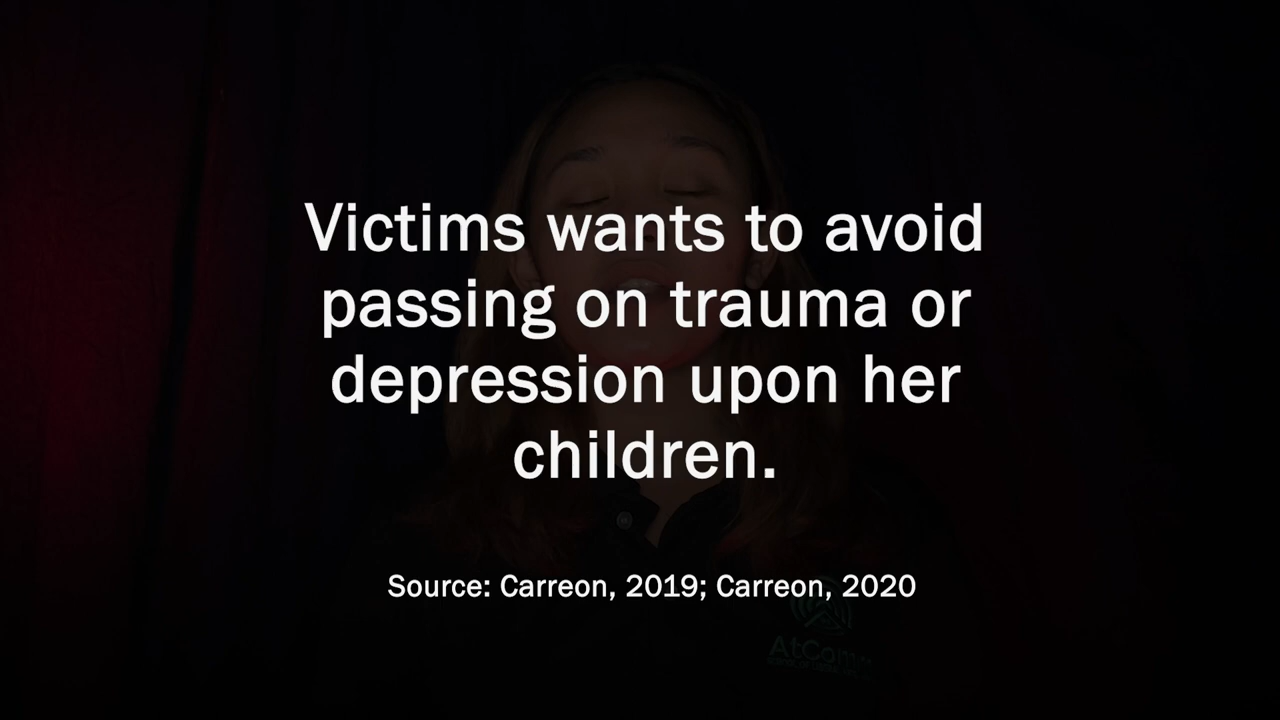 Victims wants to avoid
passing on trauma or
depression upon her
children.
Source: Carreon, 2019; Carreon, 2020